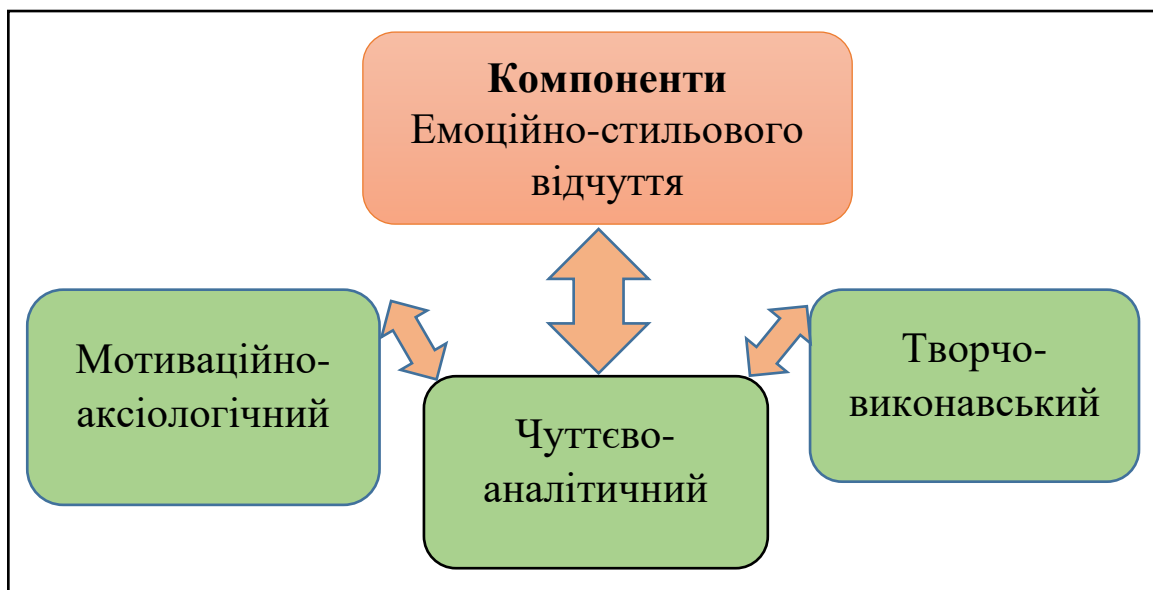 Компоненти
Емоційно-стильового
відчуття
Мотиваційно-
аксіологічний
Чуттєво-
аналітичний
Творчо-
виконавський